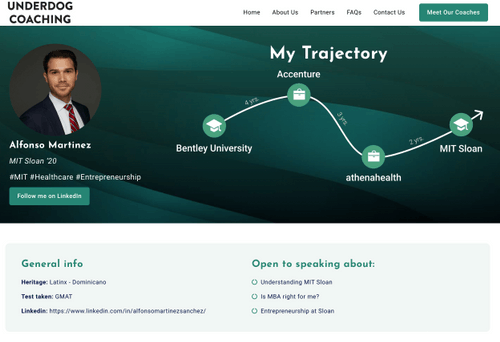 UNDERDOG
COACHING
Home About Us Partners FAQs Contact Us Meet Our Coaches
My Trajectory
Accenture
4 yrs
3 yrs
2 yrs
Bentley University
athenahealth
MIT Sloan
Alfonso Martinez
MIT Sloan '20
#MIT #Healthcare #Entrepreneurship
Follow me on LinkedIn
General info
Heritage: Latinx - Dominicano
Test taken: GMAT
Linkedin: https://www.linkedin.com/in/alfonsomartinezsanchez/
Open to speaking about:
Understanding MIT Sloan
Is MBA right for me?
Entrepreneurship at Sloan